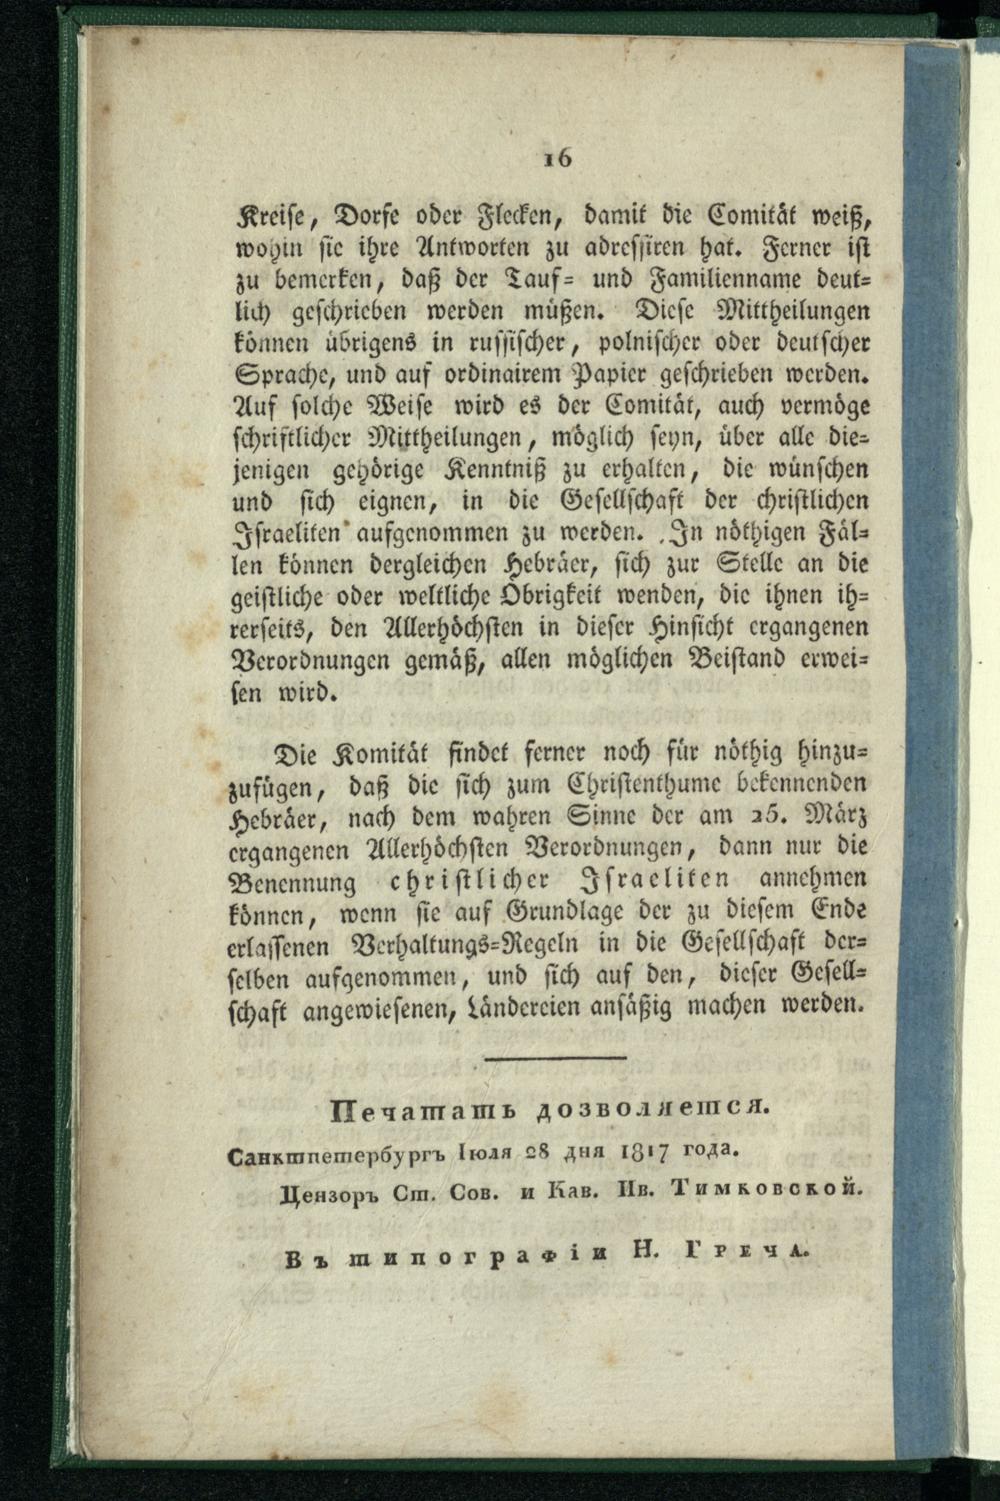 16
Kreise, Dorfe oder Flecken, damit die Comität weiß,
wohin sie ihre Antworten zu adressiren hat. Ferner ist
zu bemerken, daß der Tauf- und Familienname deut-
lich geschrieben werden müßen. Diese Mittheilungen
können übrigens in russischer, polnischer oder deutscher
Sprache, und auf ordinairem Papier geschrieben werden.
Auf solche Weise wird es der Comität, auch vermöge
schriftlicher Mittheilungen, möglich seyn, über alle die-
jenigen gehörige Kenntniß zu erhalten, die wünschen
und sich eignen, in die Gesellschaft der christlichen
Israeliten aufgenommen zu werden. In nöthigen Fäl-
len können dergleichen Hebräer, sich zur Stelle an die
geistliche oder weltliche Obrigkeit wenden, die ihnen ih-
rerseits, den Allerhöchsten in dieser Hinsicht ergangenen
Verordnungen gemäß, allen möglichen Beistand erwei-
sen wird.
Die Komität findet ferner noch für nöthig hinzu-
zufügen, daß die sich zum Christenthume bekennenden
Hebräer, nach dem wahren Sinne der am 25. März
ergangenen Allerhöchsten Verordnungen, dann nur die
Benennung christlicher Israeliten annehmen
können, wenn sie auf Grundlage der zu diesem Ende
erlassenen Verhaltungs-Regeln in die Gesellschaft der-
selben aufgenommen, und sich auf den, dieser Gesell-
schaft angewiesenen, Ländereien ansäßig machen werden.
Печатать дозволяется.
Санктпетербургъ Іюля 28 дня 1817 года.
Цензоръ Ст. Сов. и Кав. Ив. Тимковской.
Въ типографіи Н. Греча.